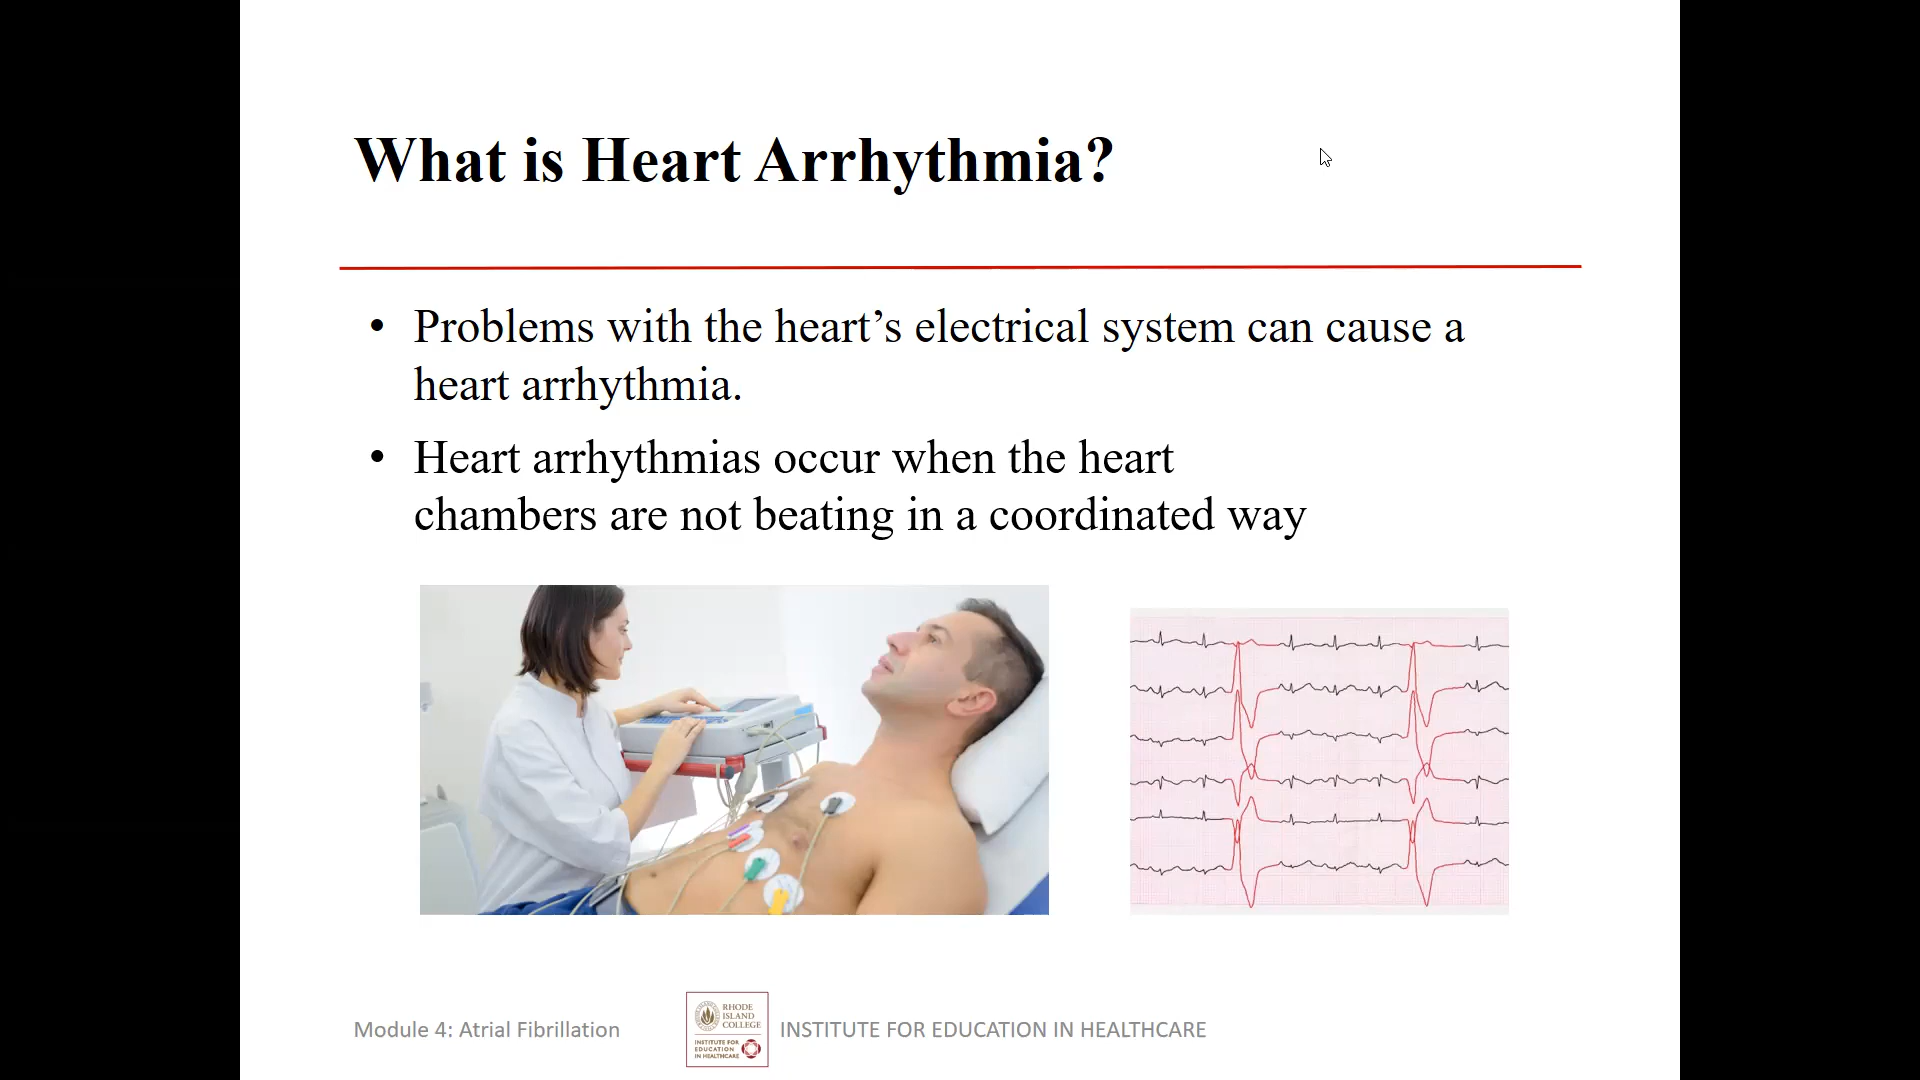 What is Heart Arrhythmia?
• Problems with the heart’s electrical system can cause a
heart arrhythmia.
• Heart arrhythmias occur when the heart
chambers are not beating in a coordinated way
Module 4: Atrial Fibrillation
RHODE
ISLAND
COLLEGE
INSTITUTE FOR
EDUCATION
IN HEALTHCARE
INSTITUTE FOR EDUCATION IN HEALTHCARE